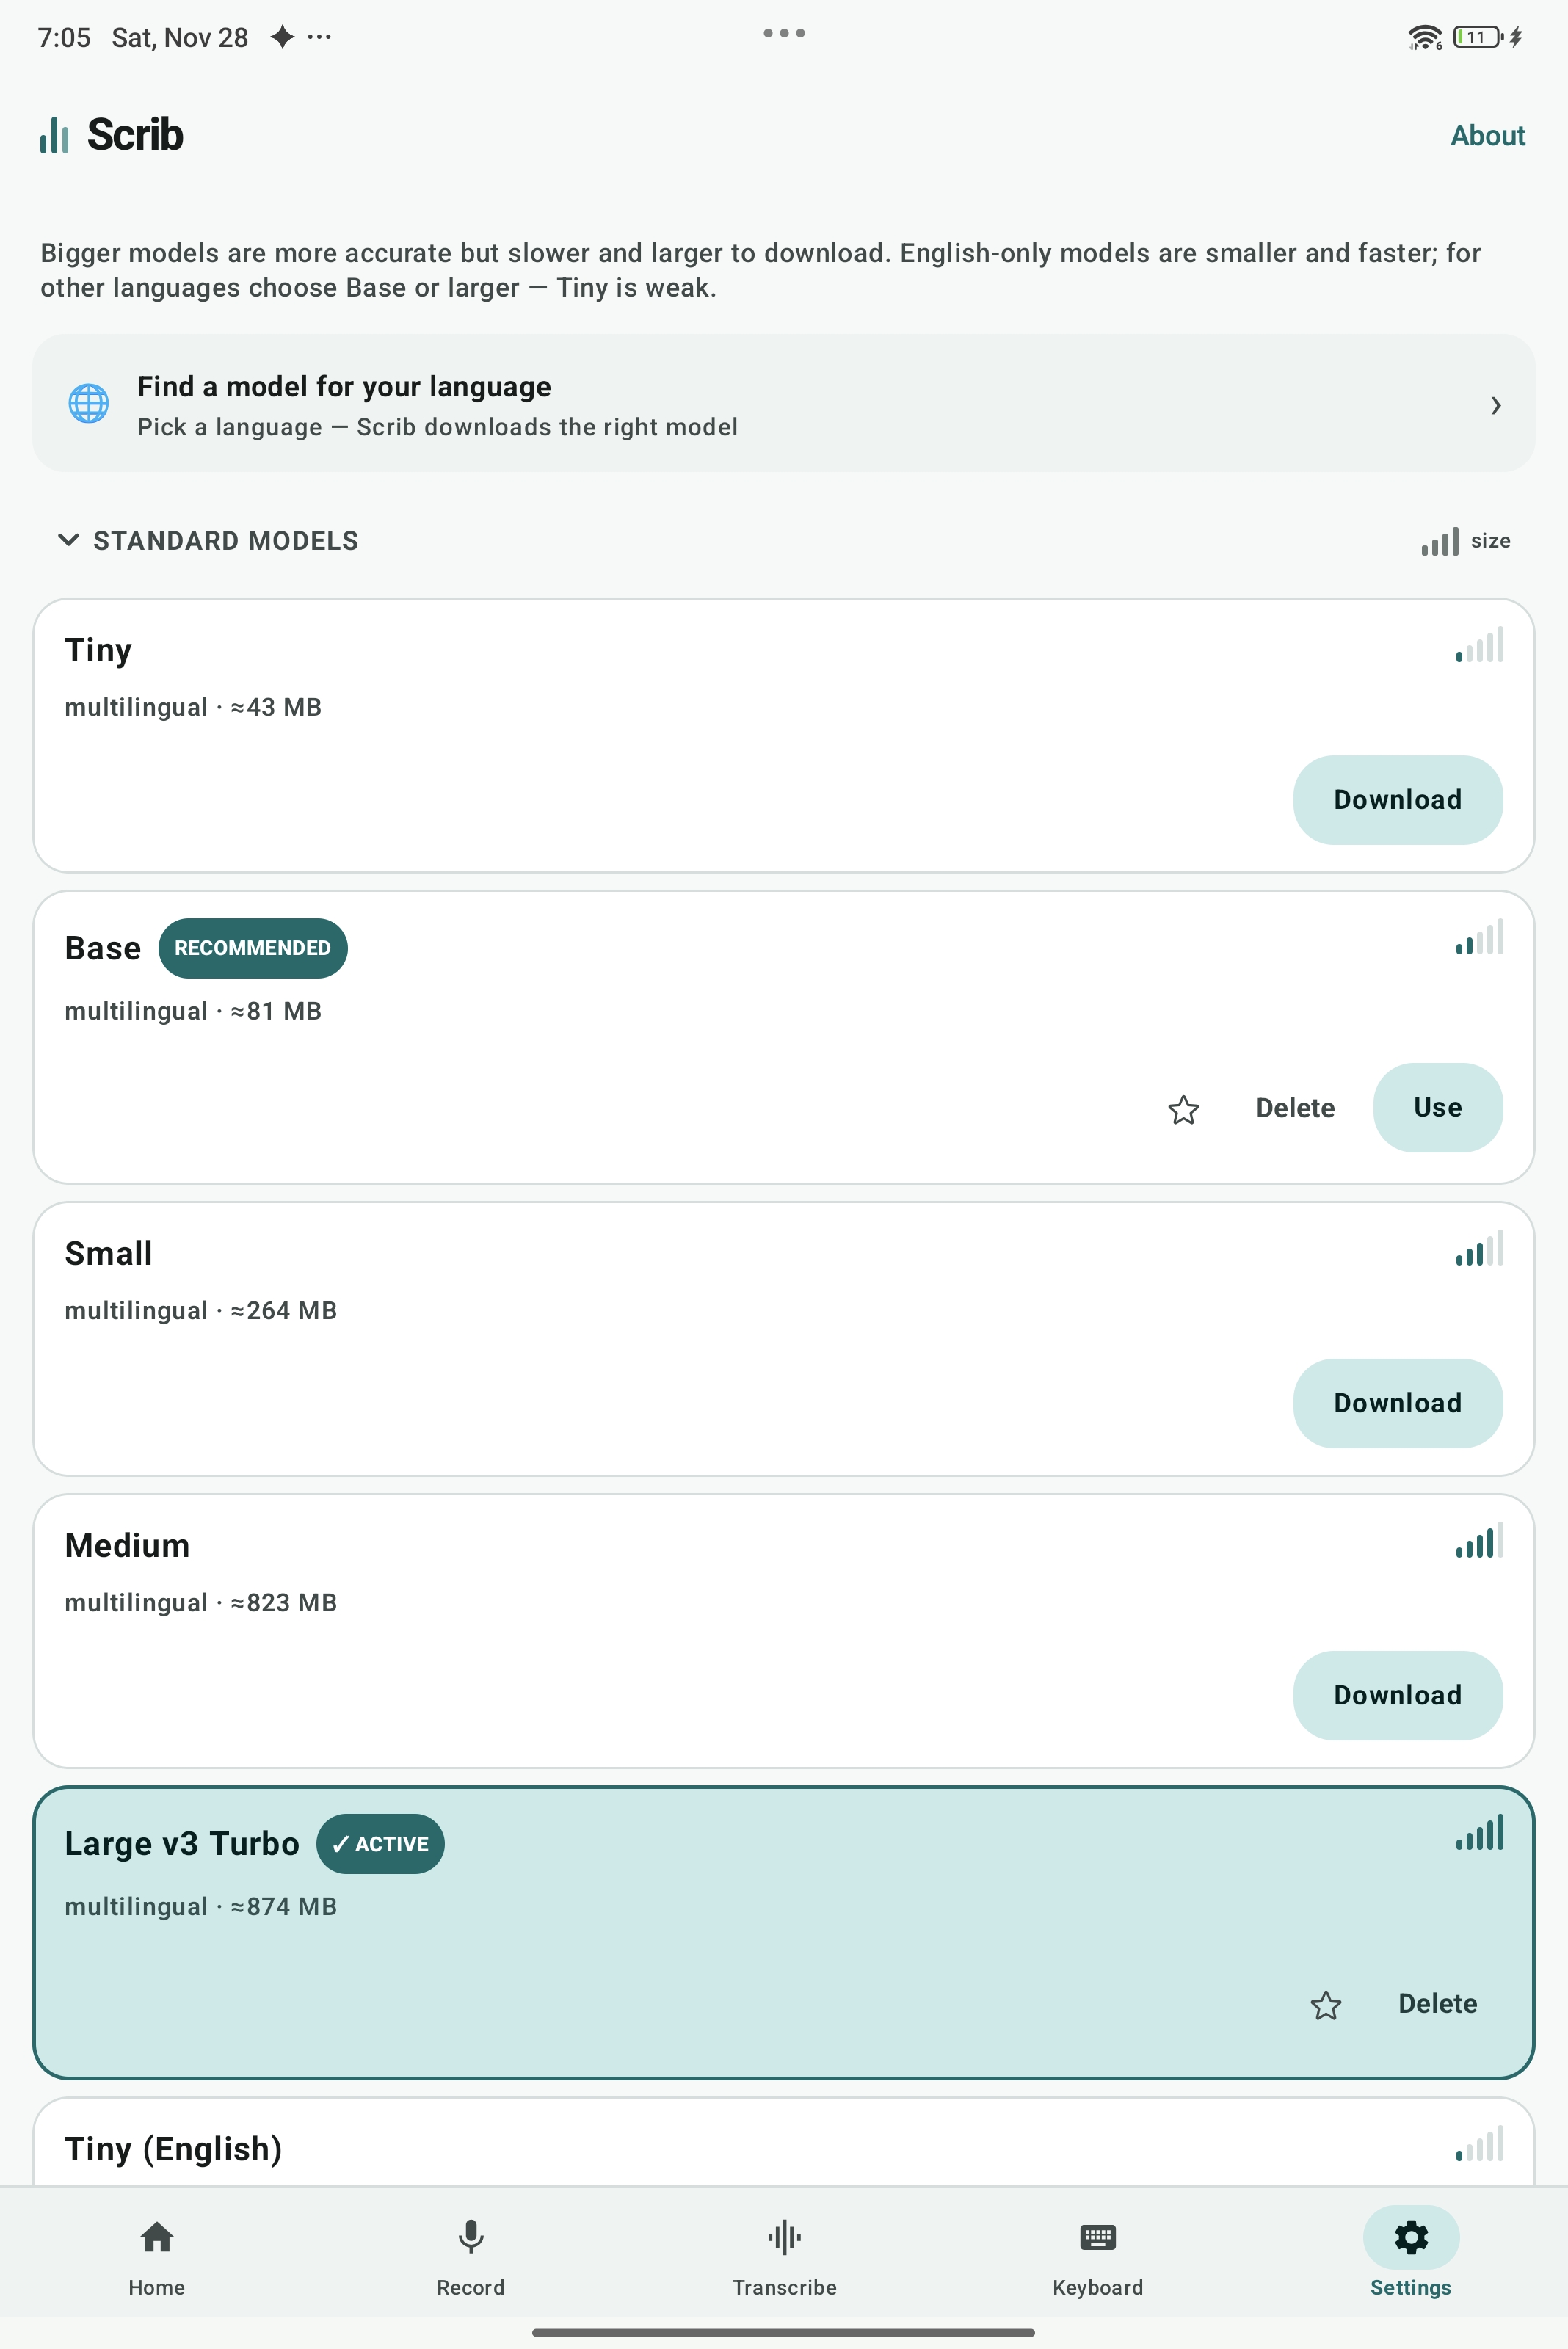 7:05 Sat, Nov 28 ...
6 11
Scrib
About
Bigger models are more accurate but slower and larger to download. English-only models are smaller and faster; for
other languages choose Base or larger — Tiny is weak.
Find a model for your language
Pick a language — Scrib downloads the right model
STANDARD MODELS
size
Tiny
multilingual · ≈43 MB
Download
Base RECOMMENDED
multilingual · ≈81 MB
Delete Use
Small
multilingual · ≈264 MB
Download
Medium
multilingual · ≈823 MB
Download
Large v3 Turbo ✓ ACTIVE
multilingual · ≈874 MB
Delete
Tiny (English)
Home Record Transcribe Keyboard Settings